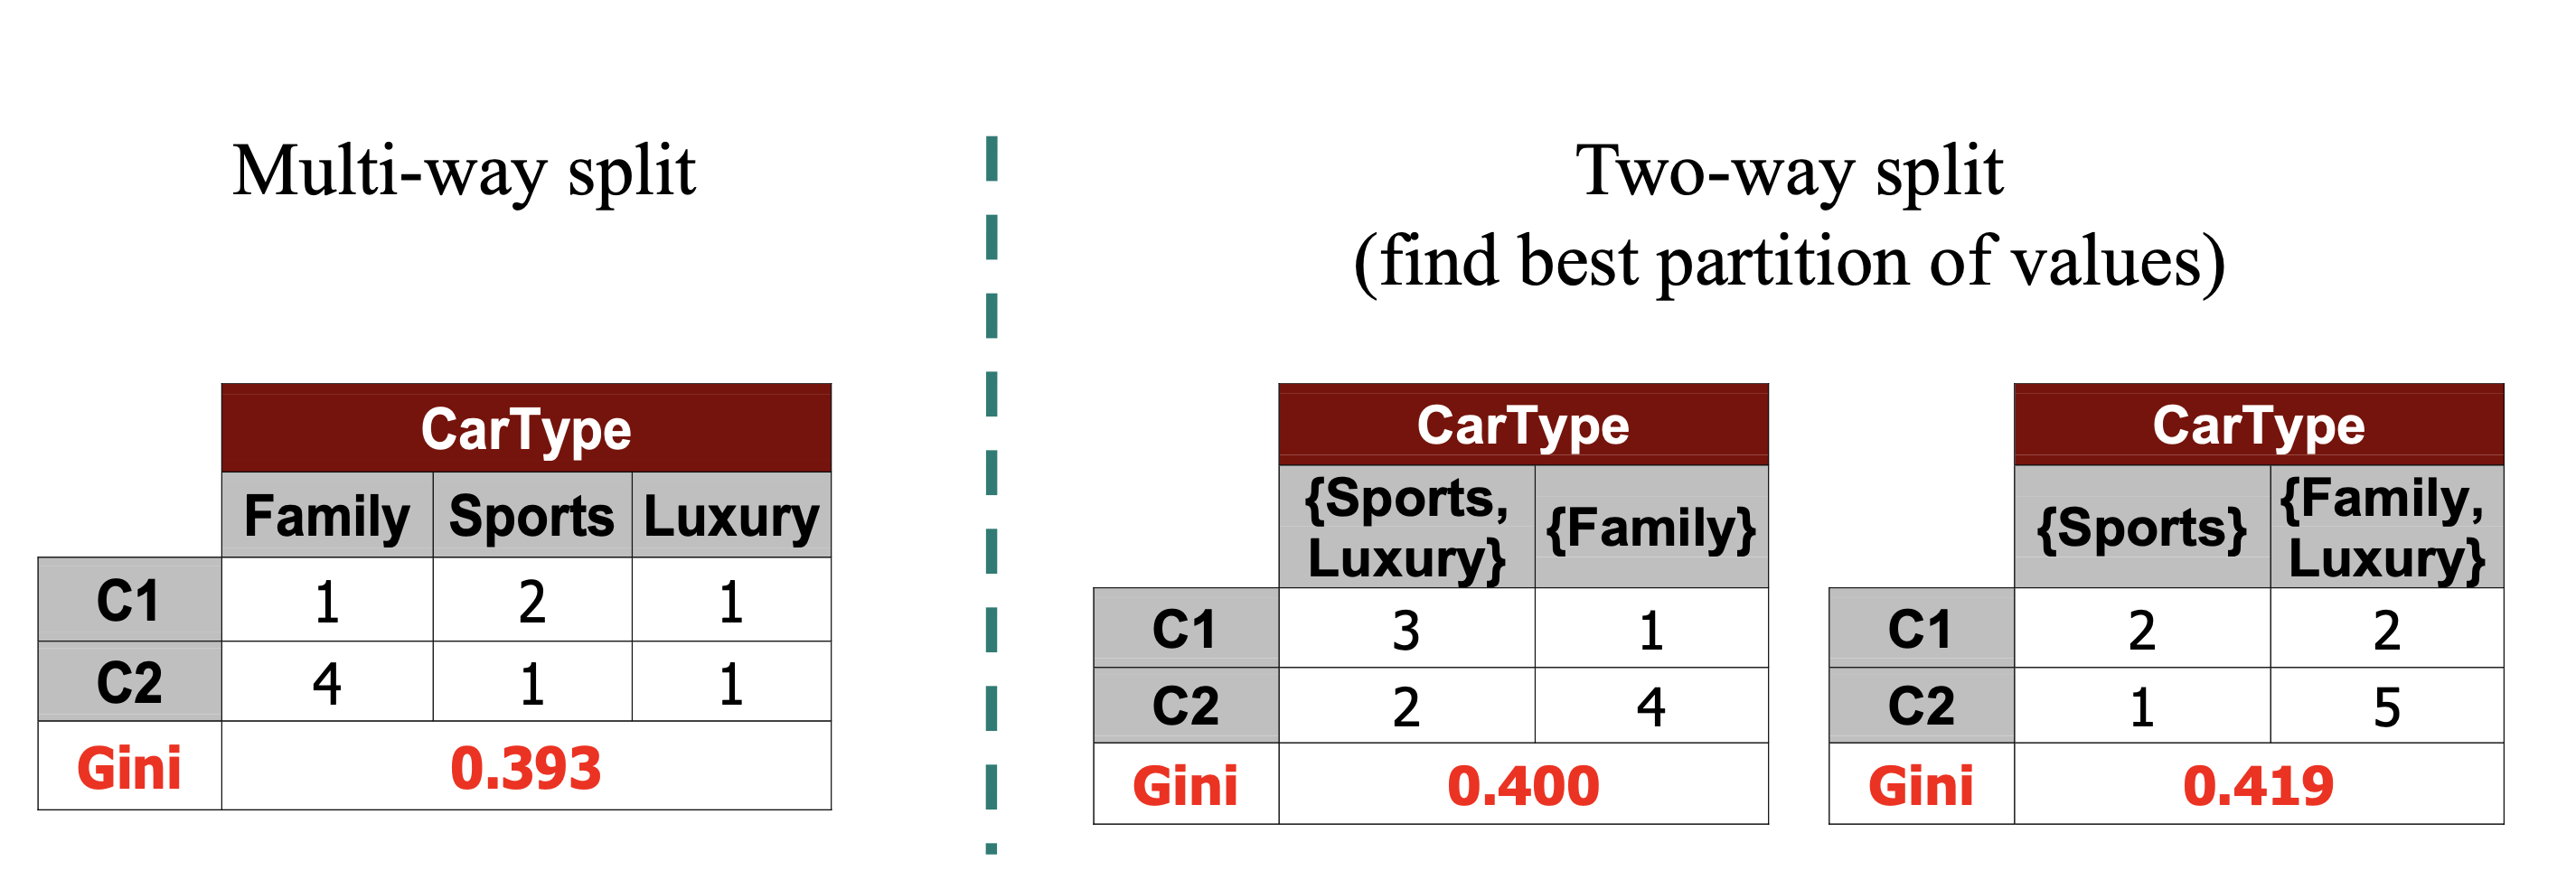 Multi-way split
CarType
Family Sports Luxury
C1 1 2 1
C2 4 1 1
Gini 0.393
Two-way split
(find best partition of values)
CarType
{Sports,
Luxury} {Family}
C1 3 1
C2 2 4
Gini 0.400
CarType
{Sports} {Family,
Luxury}
C1 2 2
C2 1 5
Gini 0.419